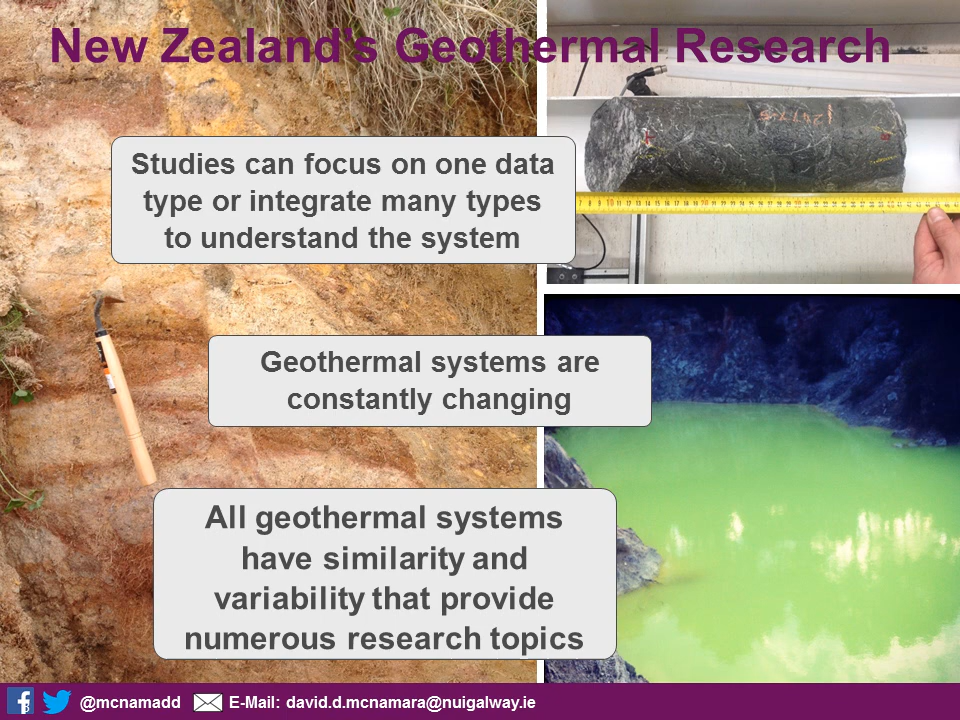 New Zealand's Geothermal Research
Studies can focus on one data
type or integrate many types
to understand the system
Geothermal systems are
constantly changing
All geothermal systems
have similarity and
variability that provide
numerous research topics
@mcnamadd E-Mail: david.d.mcnamara@nuigalway.ie